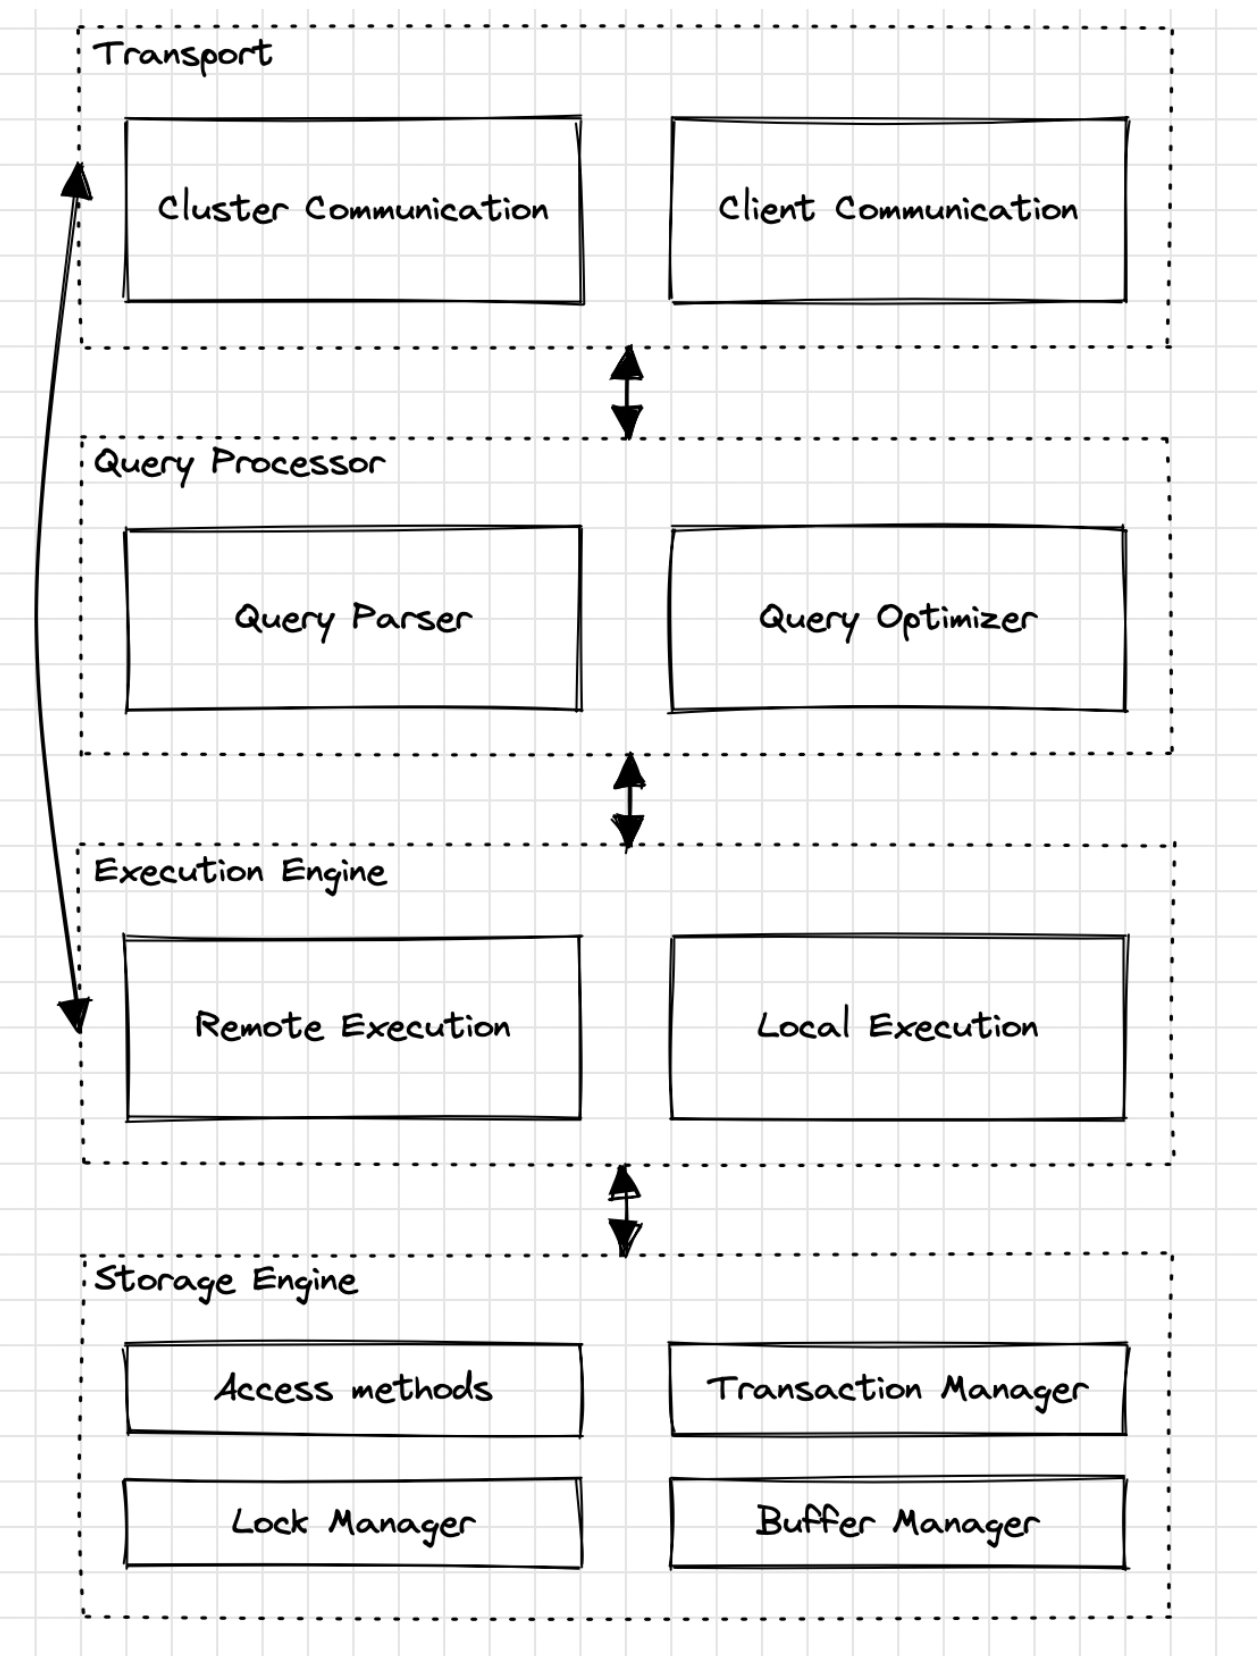 Transport
Cluster Communication
Client Communication
Query Processor
Query Parser
Query Optimizer
Execution Engine
Remote Execution
Local Execution
Storage Engine
Access methods
Transaction Manager
Lock Manager
Buffer Manager